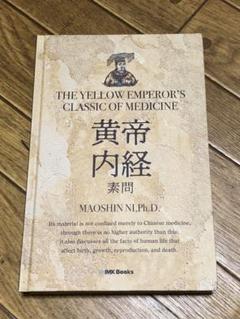 THE YELLOW EMPEROR'S
CLASSIC OF MEDICINE
黄帝
内経
素問
MAOSHIN NI,Ph.D.
Its material is not confined merely to Chinese medicine,
through there is no higher authority than this.
it also discusses all the facts of human life that
affect birth, growth, reproduction, and death.
IMK Books